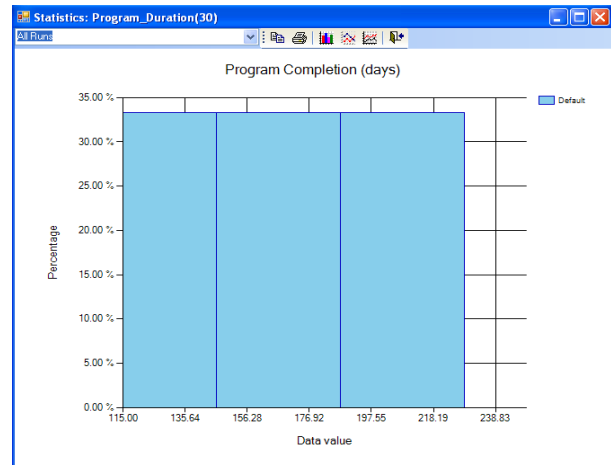 Statistics: Program_Duration(30)
All Runs
Program Completion (days)
35.00 %
Default
30.00 %
25.00 %
20.00 %
Percentage
15.00 %
10.00 %
5.00 %
0.00 %
115.00 135.64 156.28 176.92 197.55 218.19 238.83
Data value